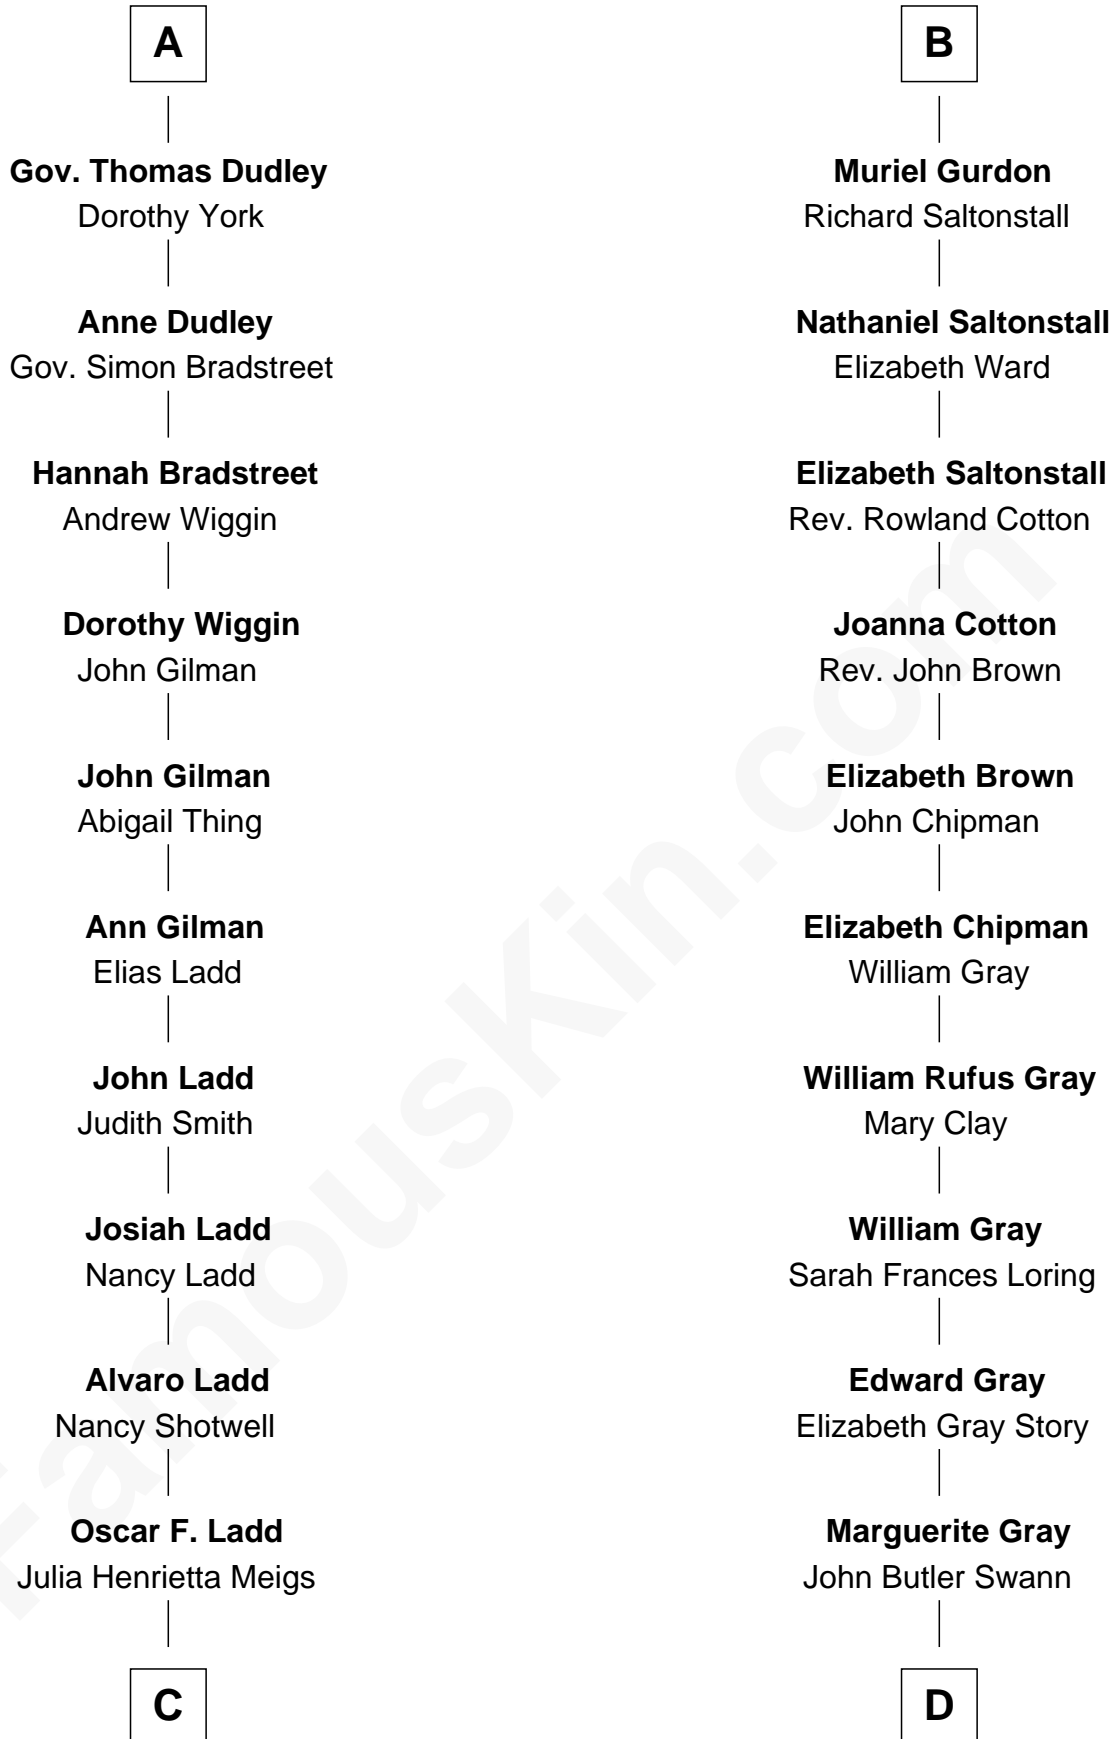 A
Gov. Thomas Dudley
Dorothy York
Anne Dudley
Gov. Simon Bradstreet
Hannah Bradstreet
Andrew Wiggin
Dorothy Wiggin
John Gilman
John Gilman
Abigail Thing
Ann Gilman
Elias Ladd
John Ladd
Judith Smith
Josiah Ladd
Nancy Ladd
Alvaro Ladd
Nancy Shotwell
Oscar F. Ladd
Julia Henrietta Meigs
C
B
Muriel Gurdon
Richard Saltonstall
Nathaniel Saltonstall
Elizabeth Ward
Elizabeth Saltonstall
Rev. Rowland Cotton
Joanna Cotton
Rev. John Brown
Elizabeth Brown
John Chipman
Elizabeth Chipman
William Gray
William Rufus Gray
Mary Clay
William Gray
Sarah Frances Loring
Edward Gray
Elizabeth Gray Story
Marguerite Gray
John Butler Swann
D
FamousKin.com